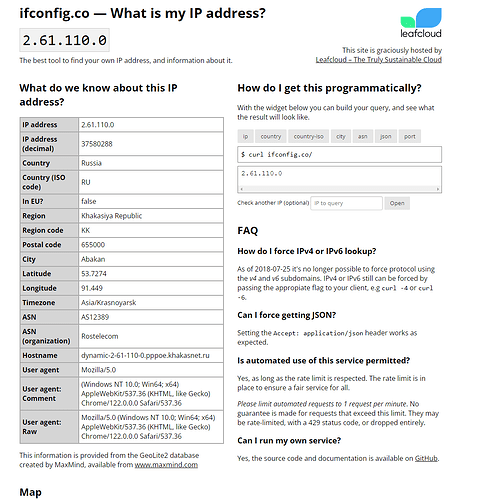 ifconfig.co — What is my IP address?
2.61.110.0
The best tool to find your own IP address, and information about it.
leafcloud
This site is graciously hosted by
Leafcloud – The Truly Sustainable Cloud
What do we know about this IP
address?
IP address 2.61.110.0
IP address
(decimal) 37580288
Country Russia
Country (ISO
code) RU
In EU? false
Region Khakasiya Republic
Region code KK
Postal code 655000
City Abakan
Latitude 53.7274
Longitude 91.449
Timezone Asia/Krasnoyarsk
ASN AS12389
ASN
(organization) Rostelecom
Hostname dynamic-2-61-110-0.pppoe.khakasnet.ru
User agent Mozilla/5.0
User agent:
Comment
(Windows NT 10.0; Win64; x64)
AppleWebKit/537.36 (KHTML, like Gecko)
Chrome/122.0.0.0 Safari/537.36
User agent:
Raw
Mozilla/5.0 (Windows NT 10.0; Win64; x64)
AppleWebKit/537.36 (KHTML, like Gecko)
Chrome/122.0.0.0 Safari/537.36
This information is provided from the GeoLite2 database
created by MaxMind, available from www.maxmind.com
Map
How do I get this programmatically?
With the widget below you can build your query, and see what
the result will look like.
ip country country-iso city asn json port
$ curl ifconfig.co/
2.61.110.0
Check another IP (optional) IP to query Open
FAQ
How do I force IPv4 or IPv6 lookup?
As of 2018-07-25 it's no longer possible to force protocol using
the v4 and v6 subdomains. IPv4 or IPv6 still can be forced by
passing the appropiate flag to your client, e.g curl -4 or curl
-6.
Can I force getting JSON?
Setting the Accept: application/json header works as
expected.
Is automated use of this service permitted?
Yes, as long as the rate limit is respected. The rate limit is in
place to ensure a fair service for all.
Please limit automated requests to 1 request per minute. No
guarantee is made for requests that exceed this limit. They may
be rate-limited, with a 429 status code, or dropped entirely.
Can I run my own service?
Yes, the source code and documentation is available on GitHub.